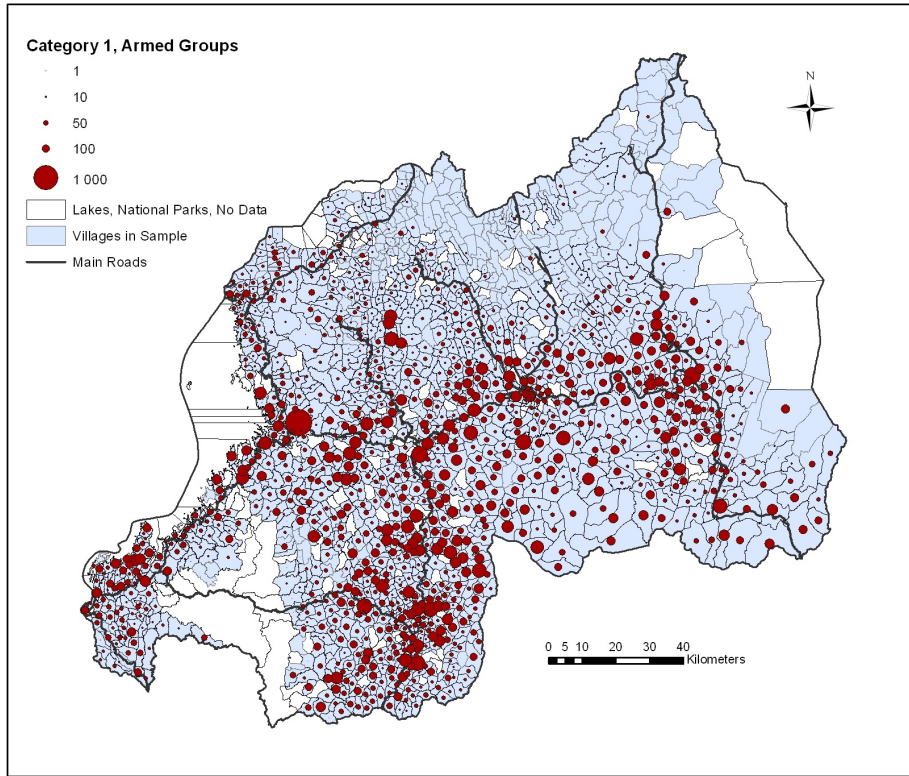 Category 1, Armed Groups
1
10
50
100
1 000
Lakes, National Parks, No Data
Villages in Sample
Main Roads
N
0 5 10 20 30 40
Kilometers